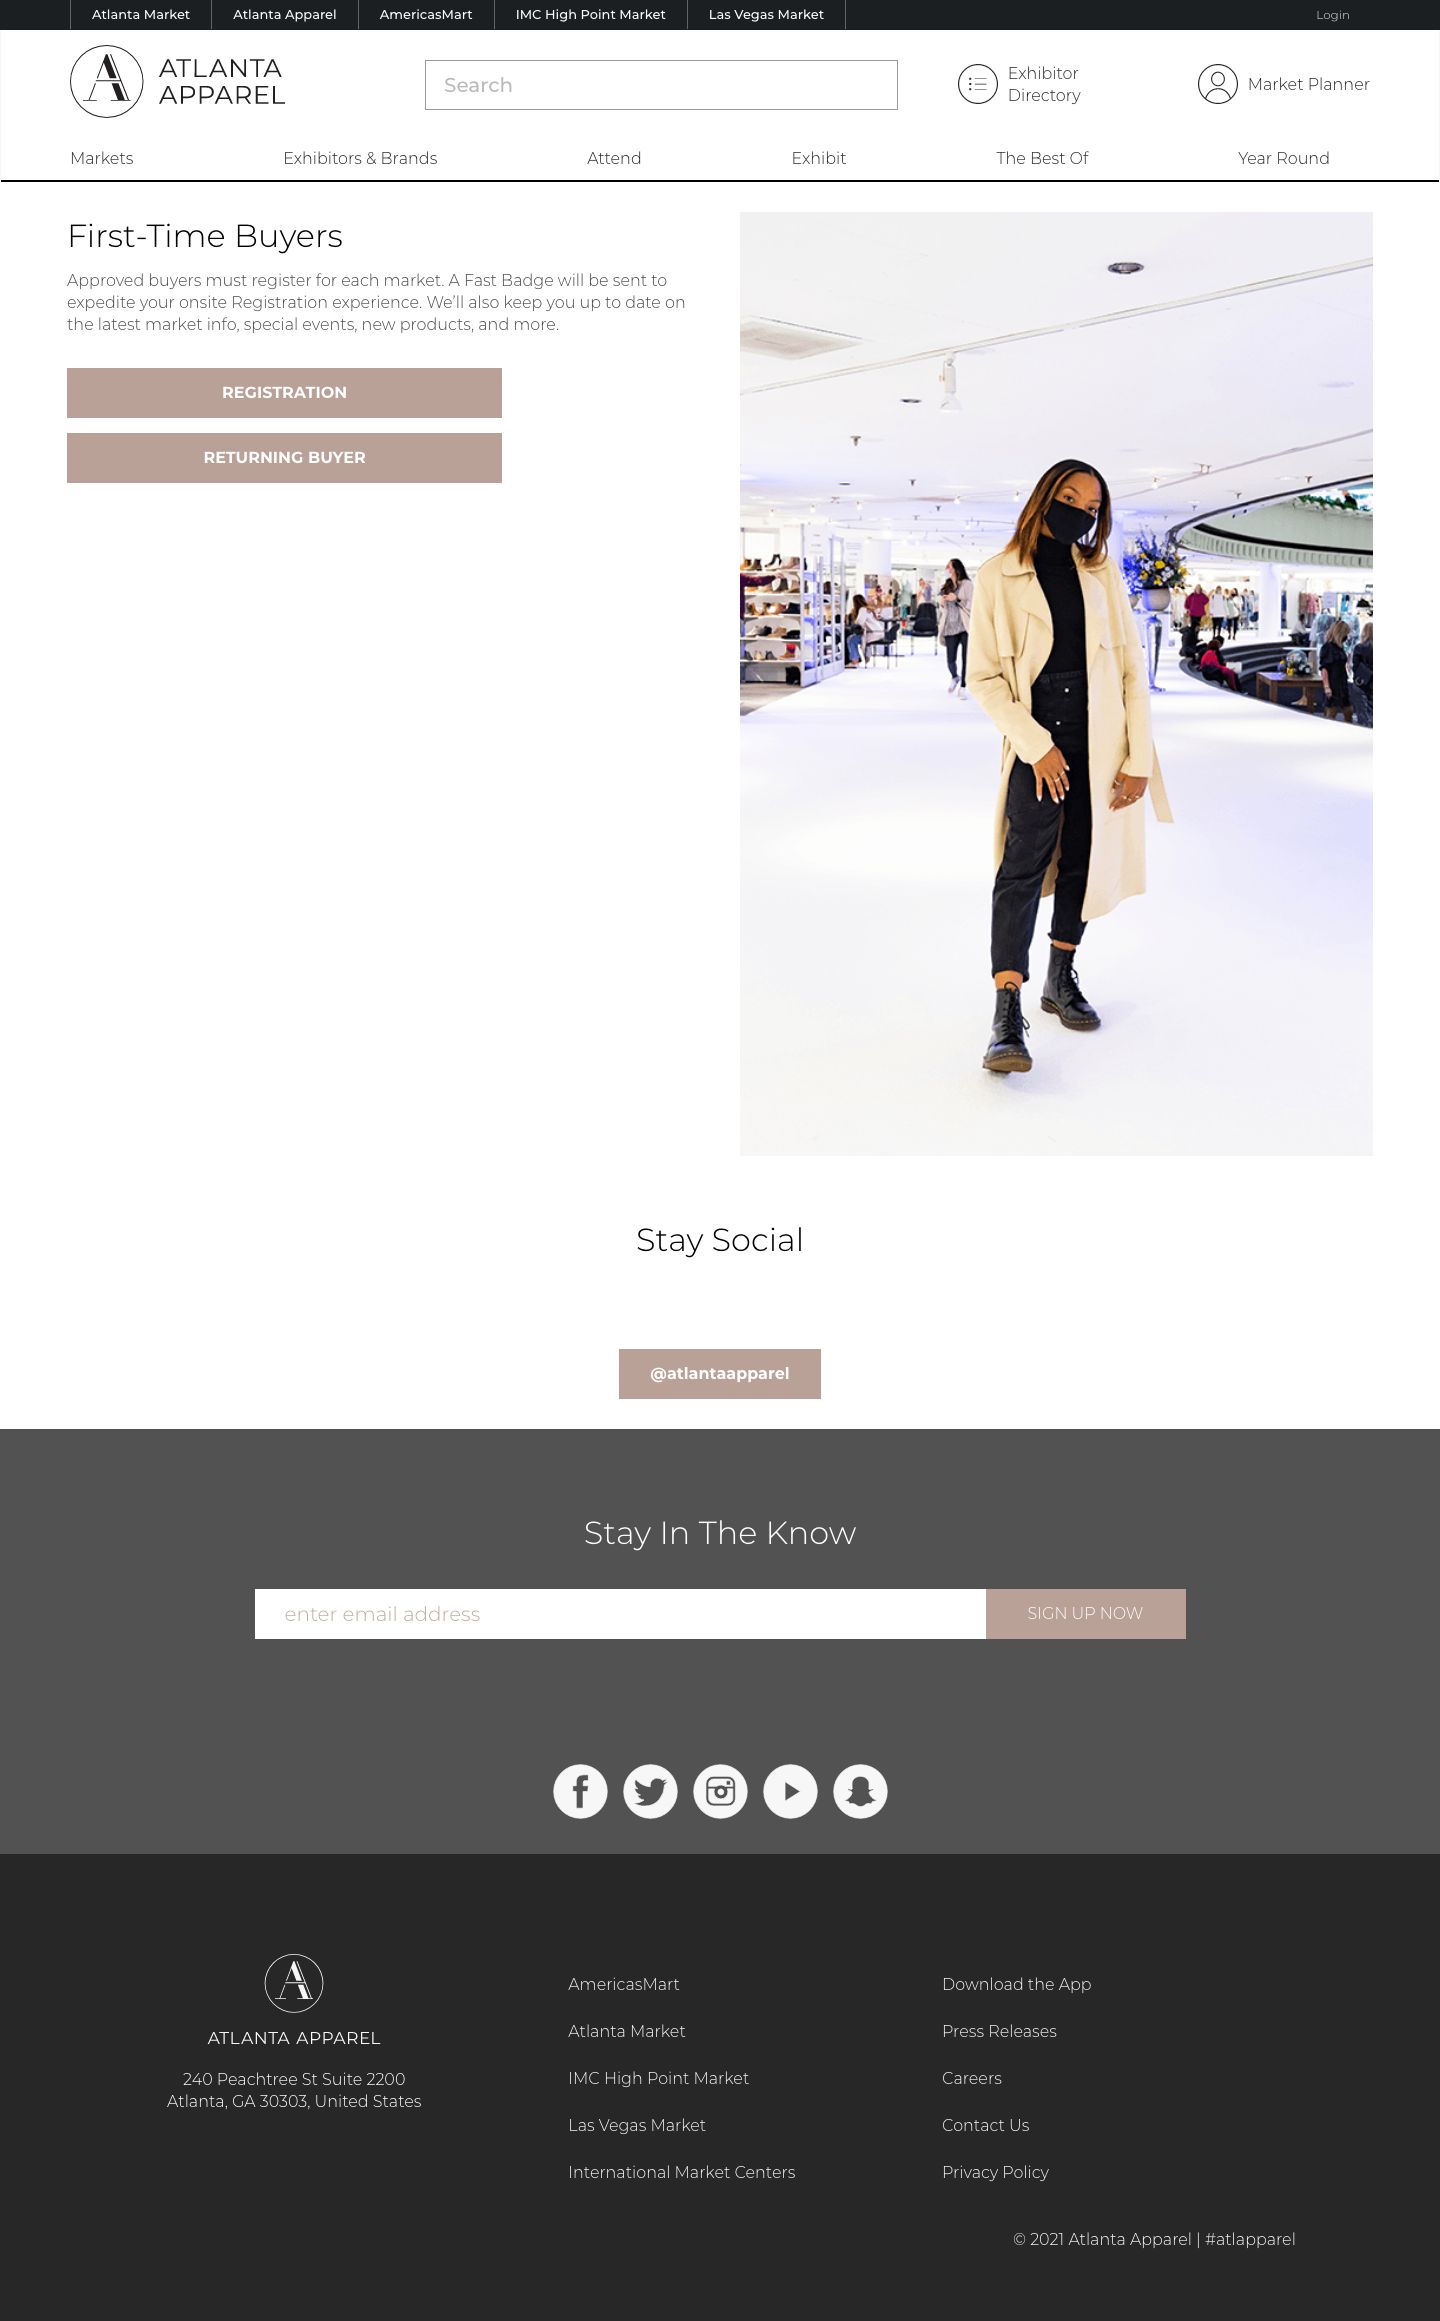 Atlanta Market
Atlanta Apparel
AmericasMart
IMC High Point Market
Las Vegas Market
Login
ATLANTA
APPAREL
Search
Exhibitor
Directory
Market Planner
Markets
Exhibitors & Brands
Attend
Exhibit
The Best Of
Year Round
First-Time Buyers
Approved buyers must register for each market. A Fast Badge will be sent to
expedite your onsite Registration experience. We’ll also keep you up to date on
the latest market info, special events, new products, and more.
REGISTRATION
RETURNING BUYER
Stay Social
@atlantaapparel
Stay In The Know
enter email address
SIGN UP NOW
ATLANTA APPAREL
240 Peachtree St Suite 2200
Atlanta, GA 30303, United States
AmericasMart
Atlanta Market
IMC High Point Market
Las Vegas Market
International Market Centers
Download the App
Press Releases
Careers
Contact Us
Privacy Policy
© 2021 Atlanta Apparel | #atlapparel